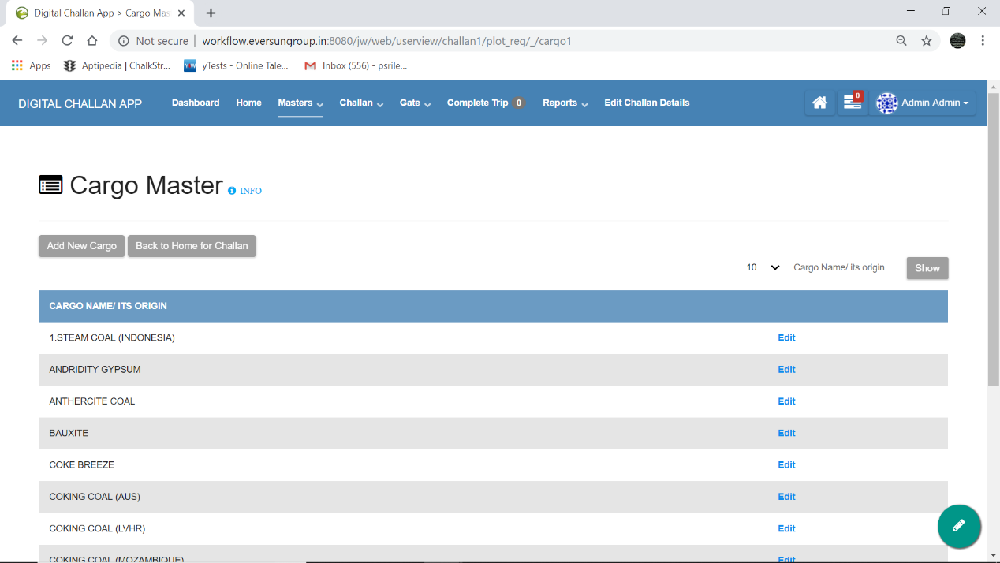 Digital Challan App > Cargo Mas
Not secure | workflow.eversungroup.in:8080/jw/web/userview/challan1/plot_reg/_/cargo1
Apps Aptipedia | ChalkStr... yTests - Online Tale... Inbox (556) - psrile...
DIGITAL CHALLAN APP Dashboard Home Masters Challan Gate Complete Trip 0 Reports Edit Challan Details 0 Admin Admin
Cargo Master INFO
Add New Cargo Back to Home for Challan
10 Cargo Name/ its origin Show
CARGO NAME/ ITS ORIGIN
1.STEAM COAL (INDONESIA) Edit
ANDRIDITY GYPSUM Edit
ANTHERCITE COAL Edit
BAUXITE Edit
COKE BREEZE Edit
COKING COAL (AUS) Edit
COKING COAL (LVHR) Edit
COKING COAL (MOZAMBIQUE) Edit